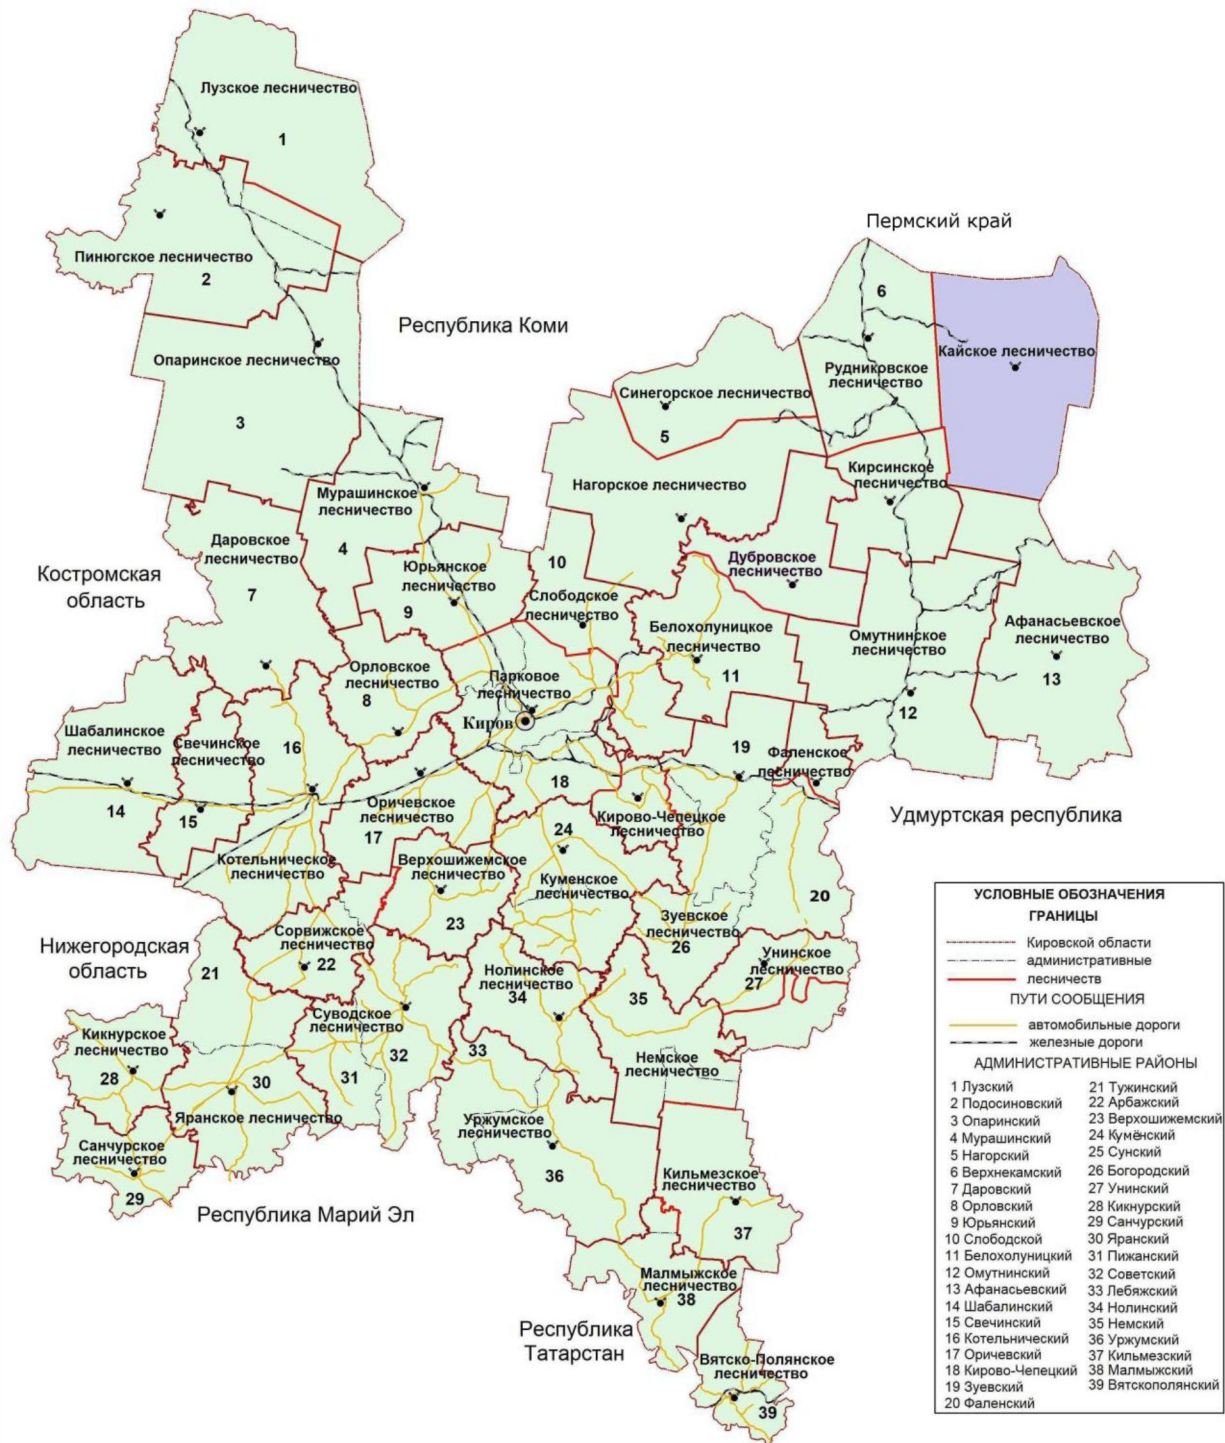 Лузское лесничество
1
Пермский край
Пинюгское лесничество
2
6
Республика Коми
Опаринское лесничество
Кайское лесничество
Рудниковское
лесничество
Синегорское лесничество
3
5
Кирсинское
лесничество
Нагорское лесничество
Мурашинское
лесничество
Даровское
лесничество
4
10
Дубровское
лесничество
Костромская
область
Юрьянское
лесничество
7
9
Слободское
лесничество
Белохолуницкое
лесничество
Омутнинское
лесничество
Афанасьевское
лесничество
Орловское
лесничество
8
Парковое
лесничество
11
13
Киров
12
Шабалинское
лесничество
Свечинское
лесничество
16
19
Фаленское
лесничество
18
14
15
Оричевское
лесничество
17
Кирово-Чепецкое
лесничество
Удмуртская республика
24
Котельническое
лесничество
Верхошижемское
лесничество
Куменское
лесничество
20
23
Зуевское
лесничество
26
Нижегородская
область
Сорвижское
лесничество
22
21
Унинское
лесничество
27
Нолинское
лесничество
34
35
Суводское
лесничество
Кикнурское
лесничество
28
32
33
31
30
Немское
лесничество
Яранское лесничество
Уржумское
лесничество
Санчурское
лесничество
29
36
Кильмезское
лесничество
37
Республика Марий Эл
Малмыжское
лесничество
38
Республика
Татарстан
Вятско-Полянское
лесничество
39
УСЛОВНЫЕ ОБОЗНАЧЕНИЯ
ГРАНИЦЫ
Кировской области
административные
лесничеств
ПУТИ СООБЩЕНИЯ
автомобильные дороги
железные дороги
АДМИНИСТРАТИВНЫЕ РАЙОНЫ
1 Лузский
2 Подосиновский
3 Опаринский
4 Мурашинский
5 Нагорский
6 Верхнекамский
7 Даровский
8 Орловский
9 Юрьянский
10 Слободской
11 Белохолуницкий
12 Омутнинский
13 Афанасьевский
14 Шабалинский
15 Свечинский
16 Котельнический
17 Оричевский
18 Кирово-Чепецкий
19 Зуевский
20 Фаленский
21 Тужинский
22 Арбажский
23 Верхошижемский
24 Кумёнский
25 Сунский
26 Богородский
27 Унинский
28 Кикнурский
29 Санчурский
30 Яранский
31 Пижанский
32 Советский
33 Лебяжский
34 Нолинский
35 Немский
36 Уржумский
37 Кильмезский
38 Малмыжский
39 Вятскополянский